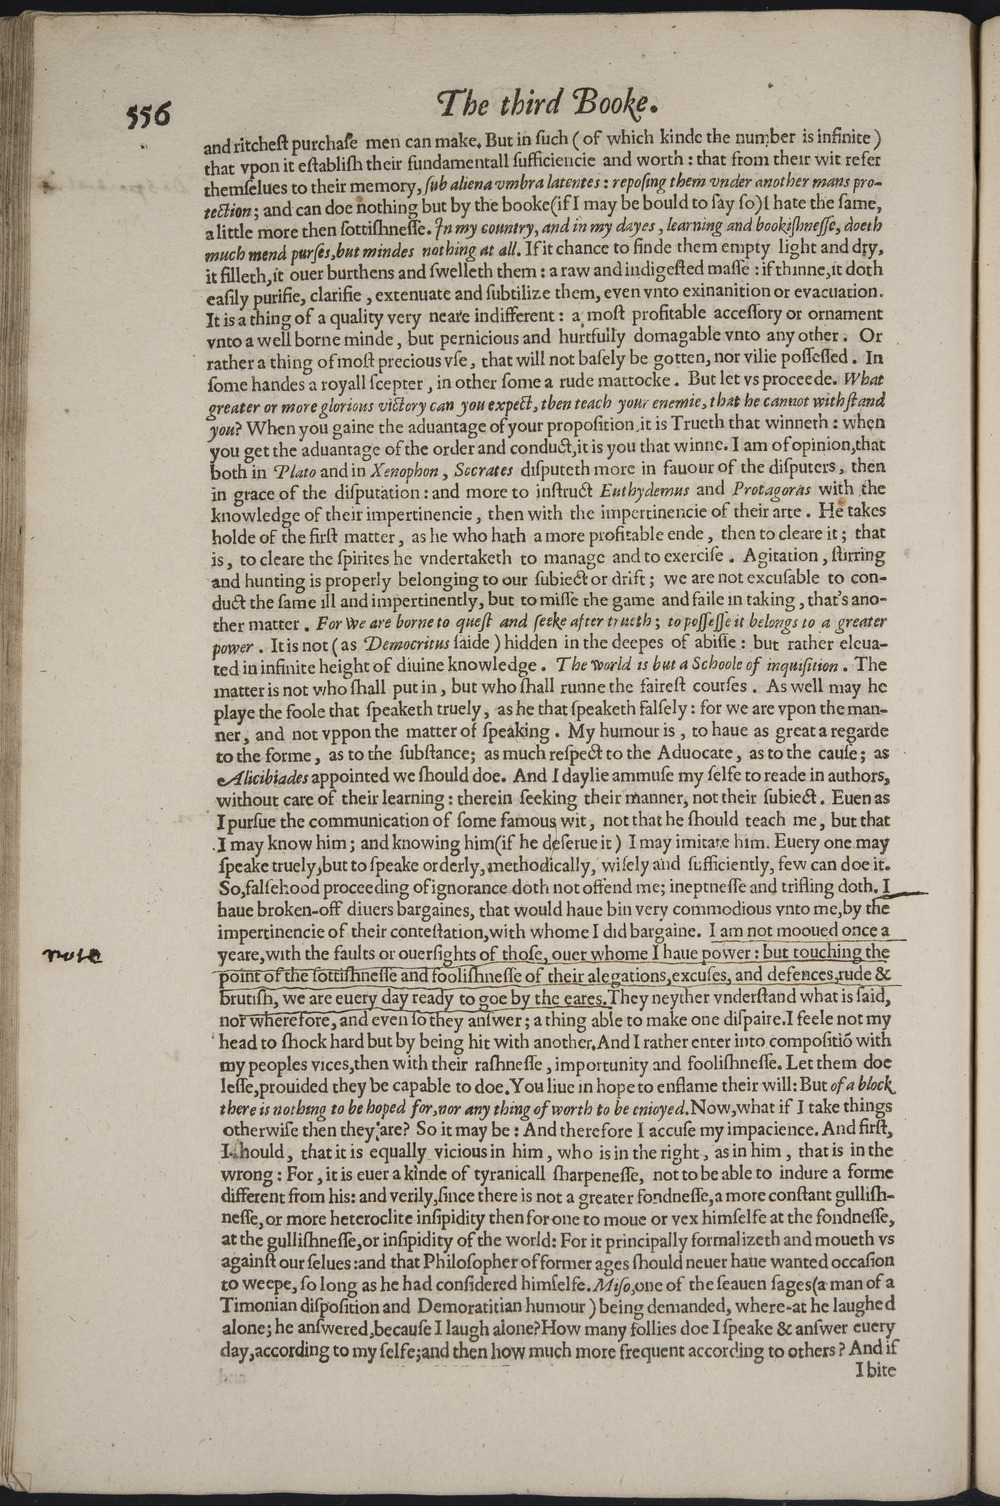 556
The third Booke.
and ritcheſt purchaſe men can make. But in ſuch ( of which kinde the number is infinite )
that vpon it eſtabliſh their fundamentall ſufficiencie and worth : that from their wit refer
themſelues to their memory, ſub aliena vmbra latentes : repoſing them vnder another mans pro-
tection ; and can doe nothing but by the booke (if I may be bould to ſay ſo) I hate the ſame,
a little more then ſottiſhneſſe. In my country, and in my dayes , learning and bookiſhneſſe, doeth
much mend purſes, but mindes nothing at all. If it chance to finde them empty light and dry,
it filleth, it ouer burthens and ſwelleth them : a raw and indigeſted maſſe : if thinne, it doth
eaſily purifie, clarifie , extenuate and ſubtilize them, euen vnto exinanition or evacuation.
It is a thing of a quality very neare indifferent : a moſt profitable acceſſory or ornament
vnto a well borne minde , but pernicious and hurtfully domagable vnto any other . Or
rather a thing of moſt precious vſe , that will not baſely be gotten, nor vilie poſſeſſed . In
ſome handes a royall ſcepter , in other ſome a rude mattocke . But let vs proceede. What
greater or more glorious victory can you expect, then teach your enemie, that he cannot withſtand
you? When you gaine the aduantage of your propoſition, it is Trueth that winneth : when
you get the aduantage of the order and conduct, it is you that winne. I am of opinion, that
both in Plato and in Xenophon , Socrates diſputeth more in fauour of the diſputers , then
in grace of the diſputation : and more to inſtruct Euthydemus and Protagoras with the
knowledge of their impertinencie , then with the impertinencie of their arte . He takes
holde of the firſt matter , as he who hath a more profitable ende , then to cleare it ; that
is , to cleare the ſpirites he vndertaketh to manage and to exerciſe . Agitation , ſtirring
and hunting is properly belonging to our ſubiect or drift ; we are not excuſable to con-
duct the ſame ill and impertinently, but to miſſe the game and faile in taking , that's ano-
ther matter . For we are borne to queſt and ſeeke after trueth ; to poſſeſſe it belongs to a greater
power . It is not ( as Democritus ſaide ) hidden in the deepes of abiſſe : but rather eleua-
ted in infinite height of diuine knowledge . The world is but a Schoole of inquiſition . The
matter is not who ſhall put in , but who ſhall runne the faireſt courſes . As well may he
playe the foole that ſpeaketh truely , as he that ſpeaketh falſely : for we are vpon the man-
ner , and not vppon the matter of ſpeaking . My humour is , to haue as great a regarde
to the forme , as to the ſubſtance ; as much reſpect to the Aduocate , as to the cauſe ; as
Alicibiades appointed we ſhould doe. And I daylie ammuſe my ſelfe to reade in authors,
without care of their learning : therein ſeeking their manner, not their ſubiect . Euen as
I purſue the communication of ſome famous wit , not that he ſhould teach me , but that
I may know him ; and knowing him (if he deſerue it) I may imitate him. Euery one may
ſpeake truely, but to ſpeake orderly, methodically, wiſely and ſufficiently, few can doe it.
So, falſehood proceeding of ignorance doth not offend me; ineptneſſe and trifling doth. I
haue broken-off diuers bargaines, that would haue bin very commodious vnto me, by the
impertinencie of their conteſtation, with whome I did bargaine. I am not mooued once a
note
yeare, with the faults or ouerſights of thoſe, ouer whome I haue power : but touching the
point of the ſottiſhneſſe and fooliſhneſſe of their alegations, excuſes, and defences, rude &
brutiſh, we are euery day ready to goe by the eares. They neyther vnderſtand what is ſaid,
nor wherefore, and even ſo they anſwer ; a thing able to make one diſpaire. I feele not my
head to ſhock hard but by being hit with another. And I rather enter into compoſitiō with
my peoples vices, then with their raſhneſſe , importunity and fooliſhneſſe. Let them doe
leſſe, prouided they be capable to doe. You liue in hope to enflame their will: But of a block
there is nothing to be hoped for, nor any thing of worth to be enioyed. Now, what if I take things
otherwiſe then they are? So it may be : And therefore I accuſe my impacience. And firſt,
I hould , that it is equally vicious in him , who is in the right , as in him , that is in the
wrong : For , it is euer a kinde of tyranicall ſharpeneſſe, not to be able to indure a forme
different from his: and verily, ſince there is not a greater fondneſſe, a more conſtant gulliſh-
neſſe, or more heteroclite inſipidity then for one to moue or vex himſelfe at the fondneſſe,
at the gulliſhneſſe, or inſipidity of the world: For it principally formalizeth and moueth vs
againſt our ſelues : and that Philoſopher of former ages ſhould neuer haue wanted occaſion
to weepe, ſo long as he had conſidered himſelfe. Miſo, one of the ſeauen ſages (a man of a
Timonian diſpoſition and Demoratitian humour ) being demanded, where-at he laughed
alone; he anſwered, becauſe I laugh alone? How many follies doe I ſpeake & anſwer euery
day, according to my ſelfe; and then how much more frequent according to others ? And if
I bite